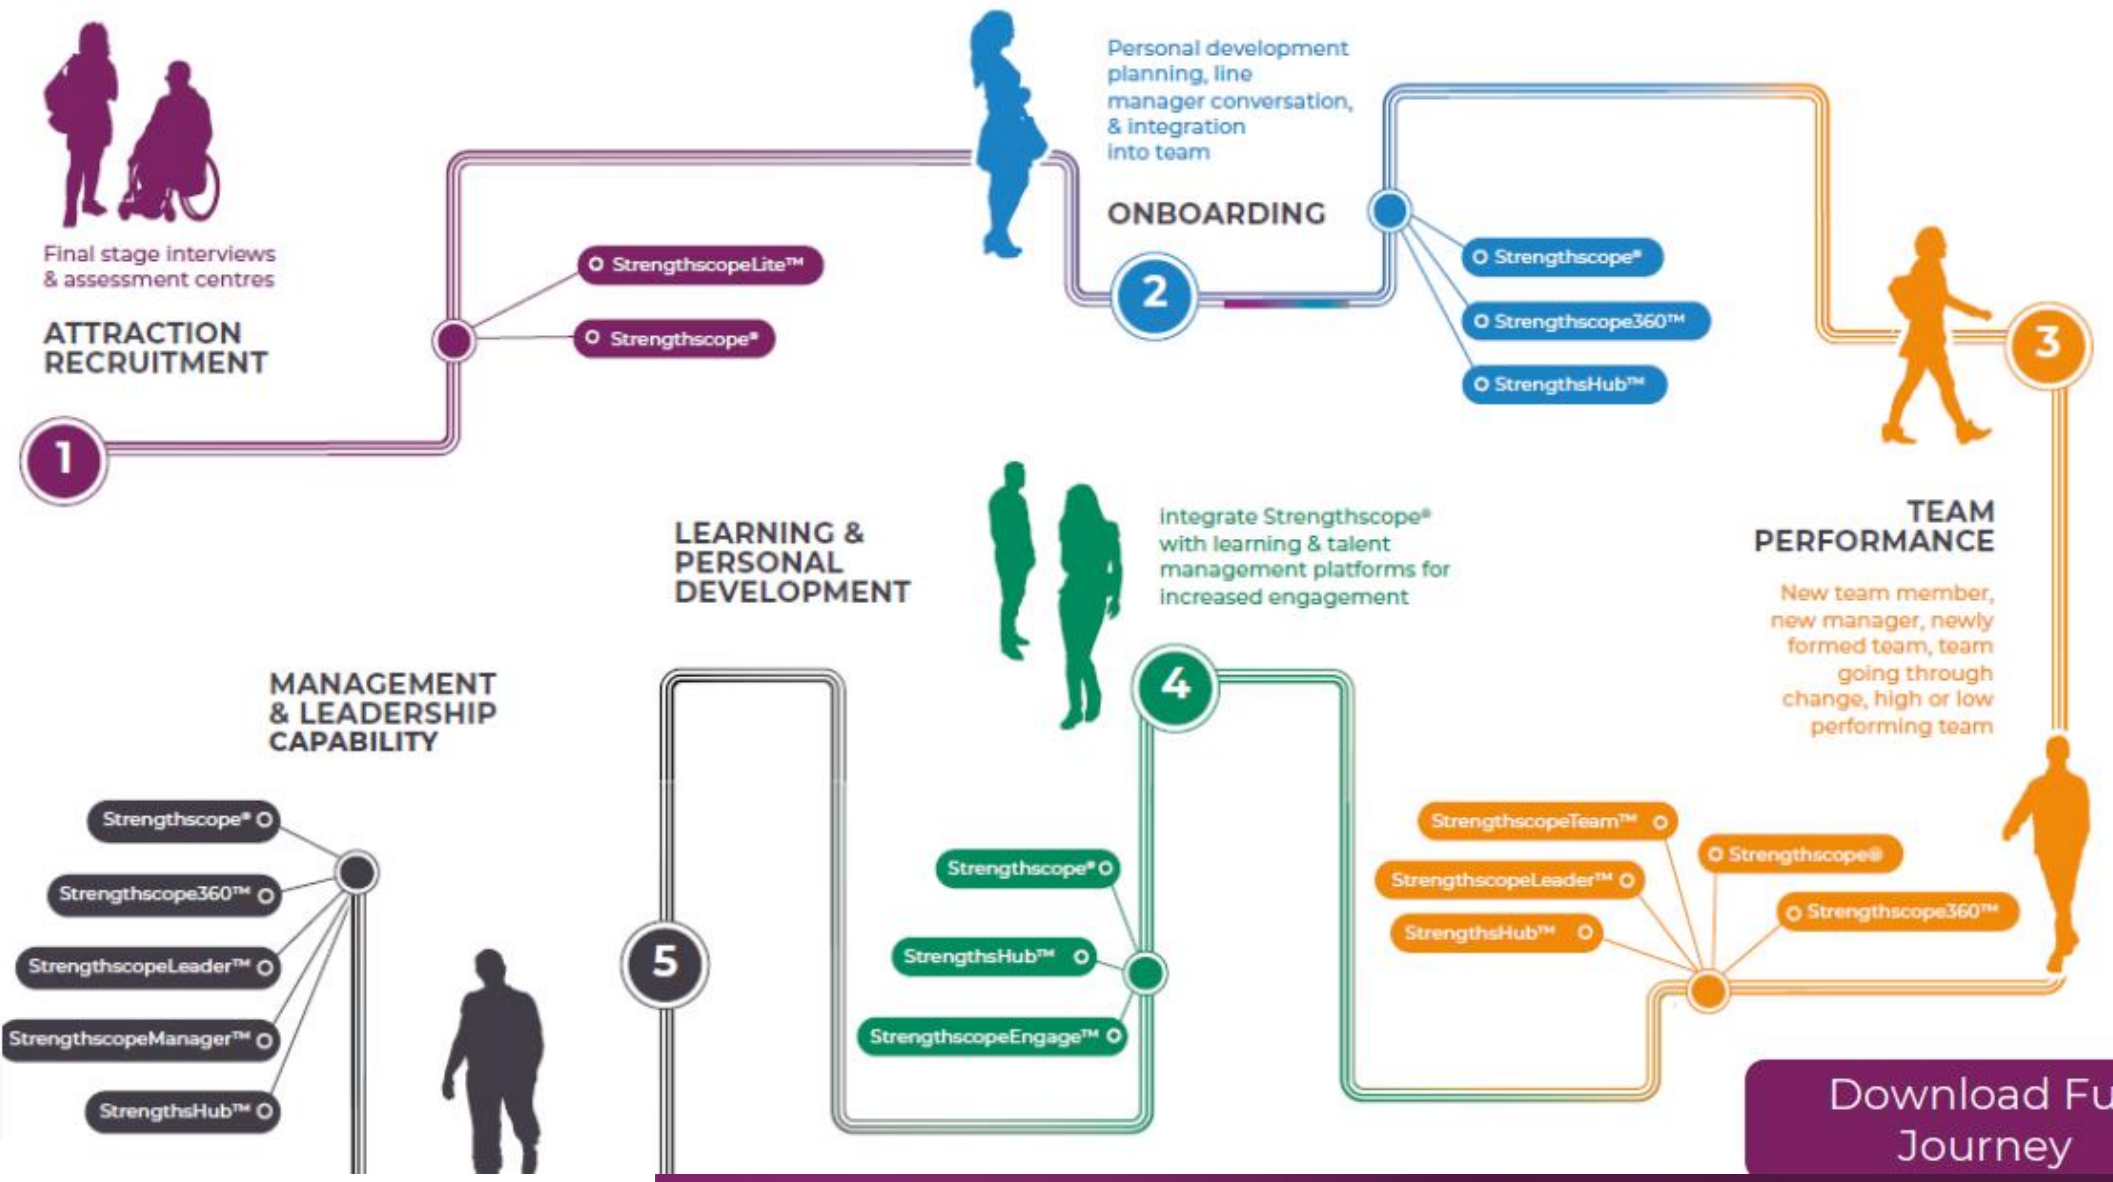 Final stage interviews
& assessment centres
ATTRACTION
RECRUITMENT
1
StrengthscopeLite™
Strengthscope®
Personal development
planning, line
manager conversation,
& integration
into team
ONBOARDING
2
Strengthscope®
Strengthscope360™
StrengthsHub™
3
TEAM
PERFORMANCE
New team member,
new manager, newly
formed team, team
going through
change, high or low
performing team
StrengthscopeTeam™
Strengthscope®
StrengthscopeLeader™
Strengthscope360™
StrengthsHub™
LEARNING &
PERSONAL
DEVELOPMENT
integrate Strengthscope®
with learning & talent
management platforms for
increased engagement
4
Strengthscope®
StrengthsHub™
StrengthscopeEngage™
MANAGEMENT
& LEADERSHIP
CAPABILITY
5
Strengthscope®
Strengthscope360™
StrengthscopeLeader™
StrengthscopeManager™
StrengthsHub™
Download Fu
Journey